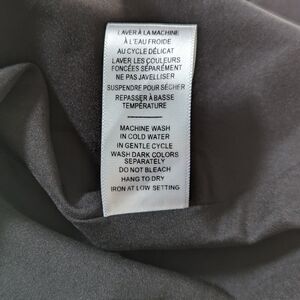 LAVER À LA MACHINE
À L'EAU FROIDE
AU CYCLE DÉLICAT
LAVER LES COULEURS
FONCÉES SÉPARÉMENT
NE PAS JAVELLISER
SUSPENDRE POUR SÉCHER
REPASSER À BASSE
TEMPÉRATURE
MACHINE WASH
IN COLD WATER
IN GENTLE CYCLE
WASH DARK COLORS
SEPARATELY
DO NOT BLEACH
HANG TO DRY
IRON AT LOW SETTING